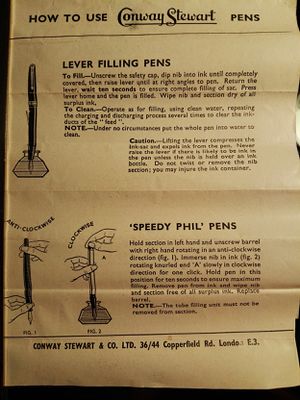 HOW TO USE Conway Stewart PENS
LEVER FILLING PENS
To Fill.—Unscrew the safety cap, dip nib into ink until completely
covered, then raise lever until at right angles to pen. Return the
lever, wait ten seconds to ensure complete filling of sac. Press
lever home and the pen is filled. Wipe nib and section dry of all
surplus ink.
To Clean.—Operate as for filling, using clean water, repeating
the charging and discharging process several times to clear the ink-
ducts of the "feed".
NOTE.—Under no circumstances put the whole pen into water to
clean.
Caution.—Lifting the lever compresses the
ink-sac and expels ink from the pen. Never
raise the lever if there is likely to be ink in
the pen unless the nib is held over an ink
bottle. Do not twist or remove the nib
section; you may injure the ink container.
ANTI-CLOCKWISE
CLOCKWISE
A
FIG. 1
FIG. 2
'SPEEDY PHIL' PENS
Hold section in left hand and unscrew barrel
with right hand rotating in an anti-clockwise
direction (fig. 1). Immerse nib in ink (fig. 2)
rotating knurled end 'A' slowly in clockwise
direction for one click. Hold pen in this
position for ten seconds to ensure maximum
filling. Remove pen from ink and wipe nib
and section free of all surplus ink. Replace
barrel.
NOTE.—The tube filling unit must not be
removed from section.
CONWAY STEWART & CO. LTD. 36/44 Copperfield Rd. London E.3.